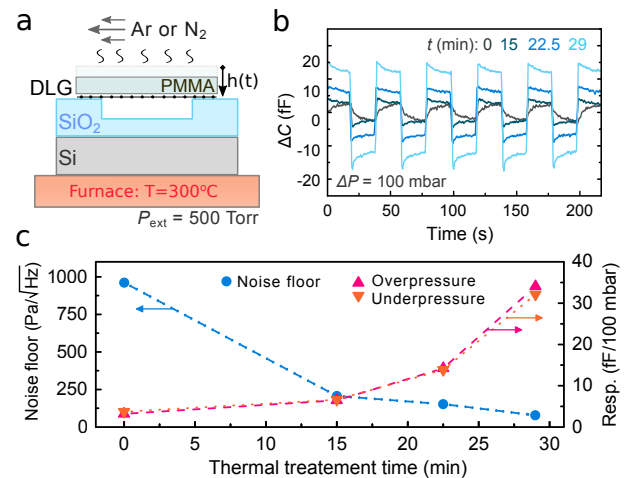 a
Ar or N₂
h(t)
DLG
PMMA
SiO₂
Si
Furnace: T=300°C
P_ext = 500 Torr
b
t (min): 0 15 22.5 29
20
10
0
-10
-20
ΔC (fF)
ΔP = 100 mbar
0 50 100 150 200
Time (s)
c
1000
750
500
250
0
Noise floor (Pa/√Hz)
Noise floor
Overpressure
Underpressure
40
30
20
10
0
Resp. (fF/100 mbar)
0 5 10 15 20 25 30
Thermal treatement time (min)